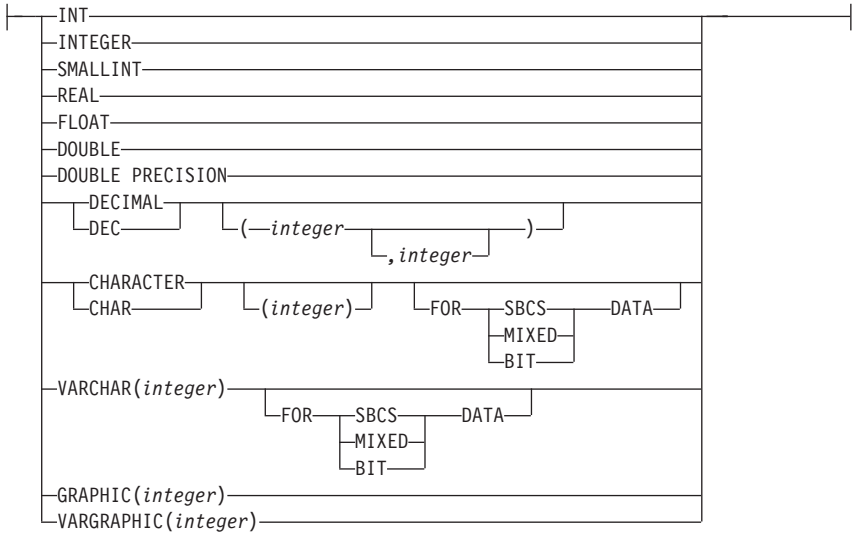 INT
INTEGER
SMALLINT
REAL
FLOAT
DOUBLE
DOUBLE PRECISION
DECIMAL
DEC ( integer )
,integer
CHARACTER
CHAR (integer) FOR SBCS DATA
MIXED
BIT
VARCHAR(integer)
FOR SBCS DATA
MIXED
BIT
GRAPHIC(integer)
VARGRAPHIC(integer)